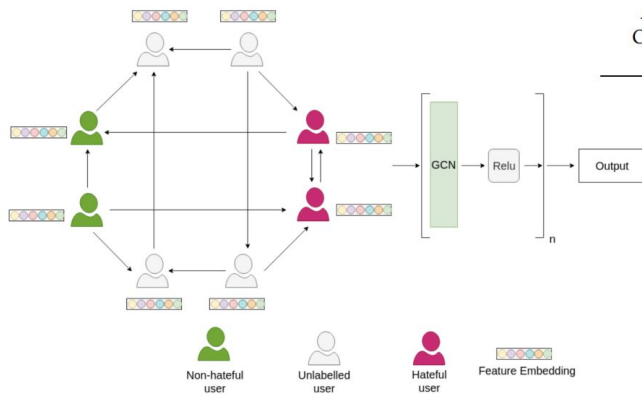 C
GCN
Relu
Output
n
Non-hateful
user
Unlabelled
user
Hateful
user
Feature Embedding